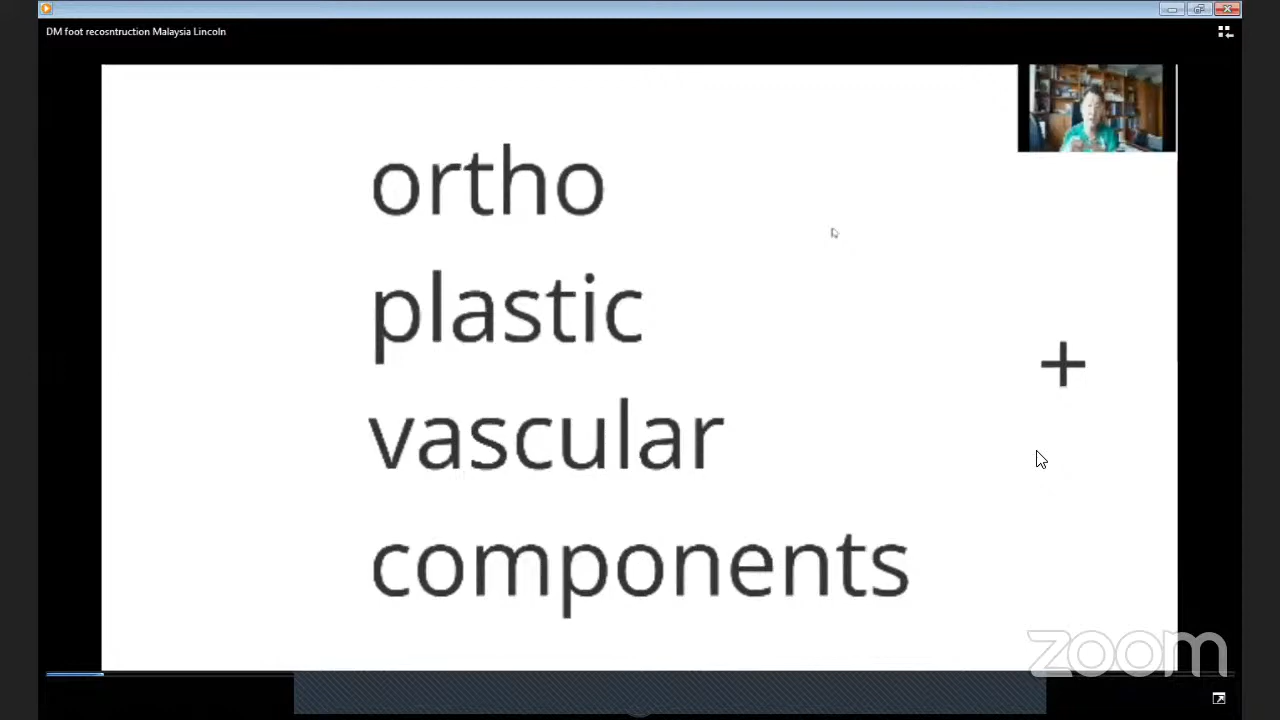 DM foot recosntruction Malaysia Lincoln
ortho
plastic
+
vascular
components
zoom